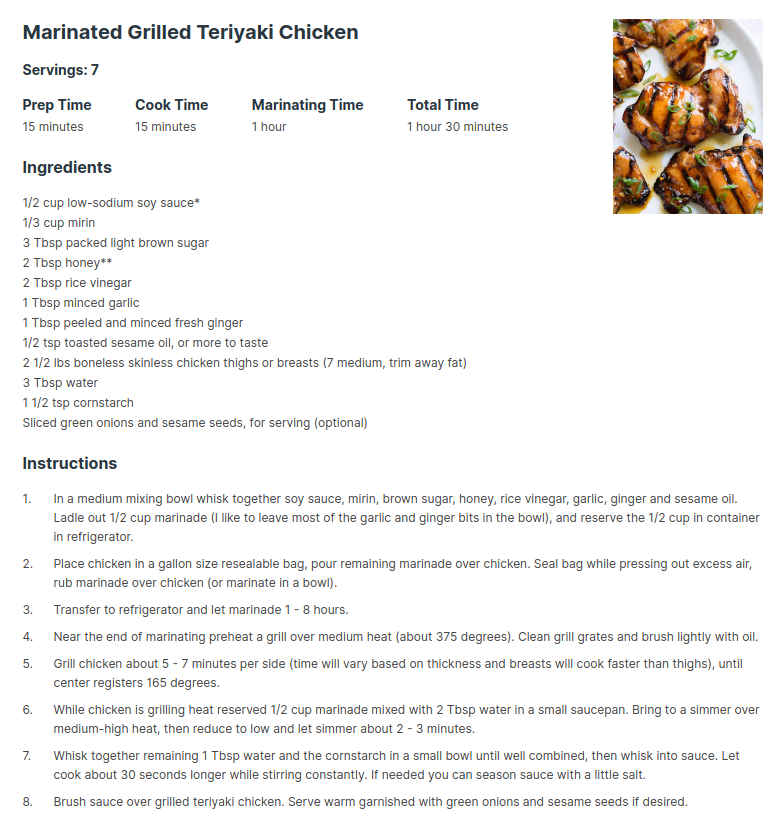 Marinated Grilled Teriyaki Chicken
Servings: 7
Prep Time Cook Time Marinating Time Total Time
15 minutes 15 minutes 1 hour 1 hour 30 minutes
Ingredients
1/2 cup low-sodium soy sauce*
1/3 cup mirin
3 Tbsp packed light brown sugar
2 Tbsp honey**
2 Tbsp rice vinegar
1 Tbsp minced garlic
1 Tbsp peeled and minced fresh ginger
1/2 tsp toasted sesame oil, or more to taste
2 1/2 lbs boneless skinless chicken thighs or breasts (7 medium, trim away fat)
3 Tbsp water
1 1/2 tsp cornstarch
Sliced green onions and sesame seeds, for serving (optional)
Instructions
1. In a medium mixing bowl whisk together soy sauce, mirin, brown sugar, honey, rice vinegar, garlic, ginger and sesame oil.
Ladle out 1/2 cup marinade (I like to leave most of the garlic and ginger bits in the bowl), and reserve the 1/2 cup in container
in refrigerator.
2. Place chicken in a gallon size resealable bag, pour remaining marinade over chicken. Seal bag while pressing out excess air,
rub marinade over chicken (or marinate in a bowl).
3. Transfer to refrigerator and let marinade 1 - 8 hours.
4. Near the end of marinating preheat a grill over medium heat (about 375 degrees). Clean grill grates and brush lightly with oil.
5. Grill chicken about 5 - 7 minutes per side (time will vary based on thickness and breasts will cook faster than thighs), until
center registers 165 degrees.
6. While chicken is grilling heat reserved 1/2 cup marinade mixed with 2 Tbsp water in a small saucepan. Bring to a simmer over
medium-high heat, then reduce to low and let simmer about 2 - 3 minutes.
7. Whisk together remaining 1 Tbsp water and the cornstarch in a small bowl until well combined, then whisk into sauce. Let
cook about 30 seconds longer while stirring constantly. If needed you can season sauce with a little salt.
8. Brush sauce over grilled teriyaki chicken. Serve warm garnished with green onions and sesame seeds if desired.